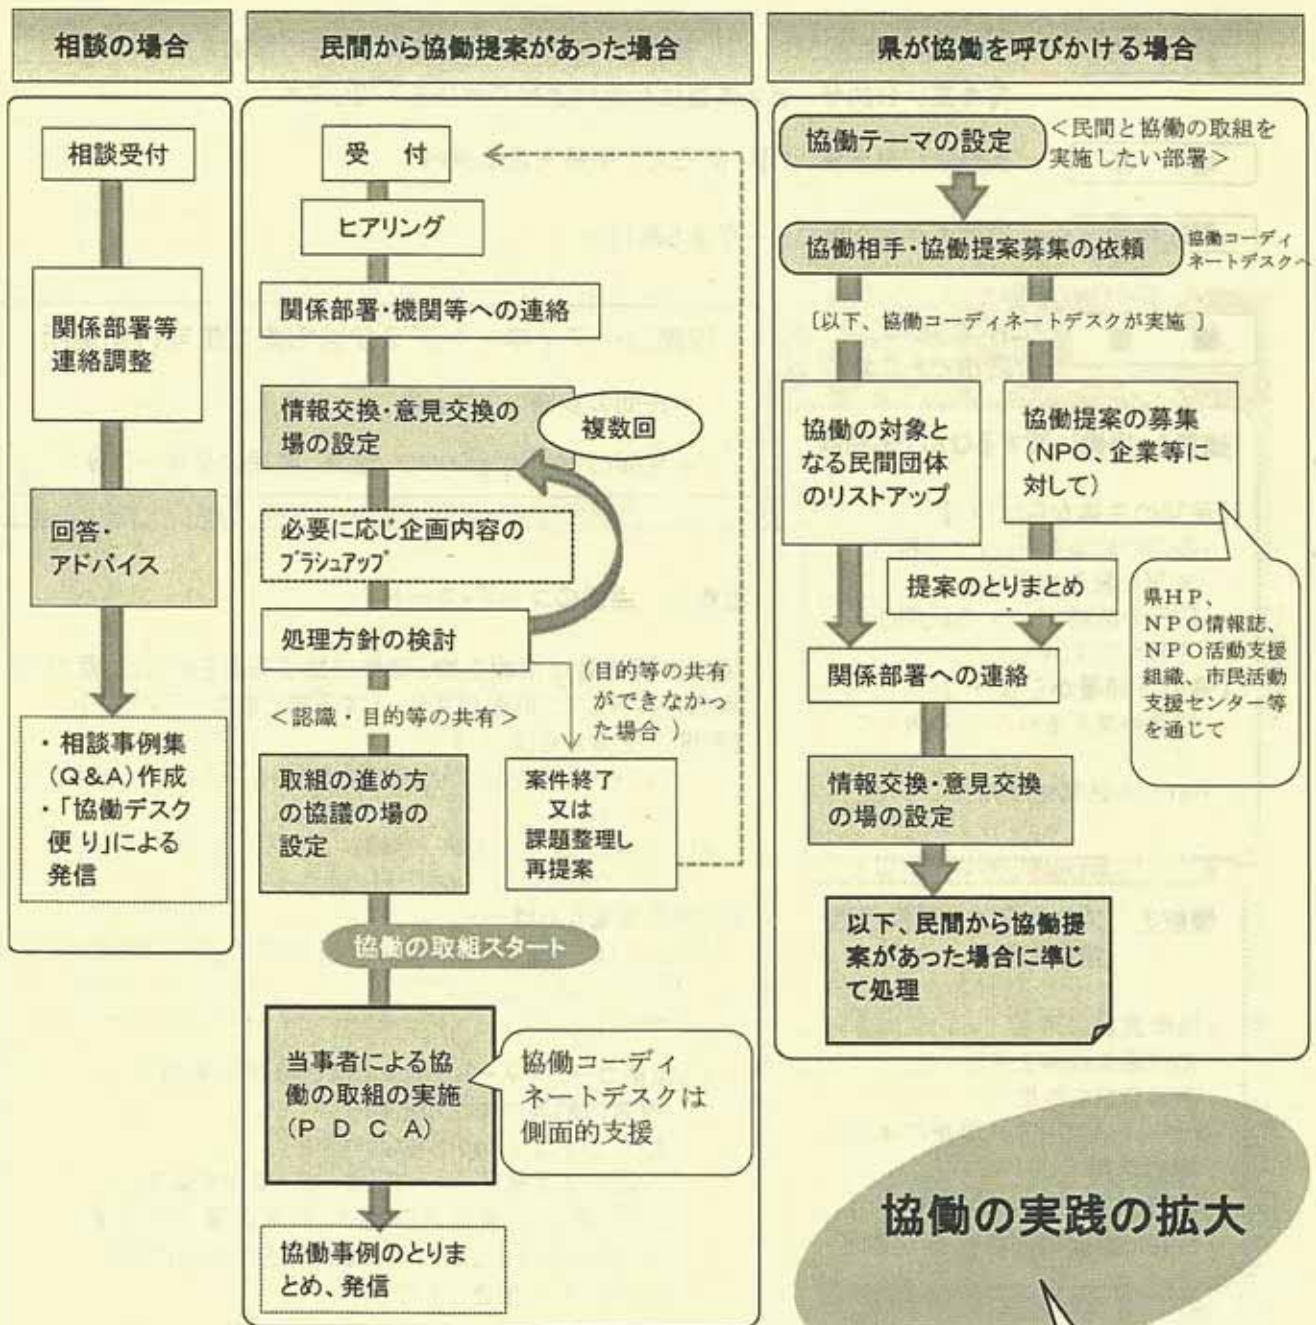 相談の場合
相談受付
関係部署等
連絡調整
回答・
アドバイス
・相談事例集
(Q&A)作成
・「協働デスク
便り」による
発信
民間から協働提案があった場合
受　付
ヒアリング
関係部署・機関等への連絡
情報交換・意見交換の
場の設定
複数回
必要に応じ企画内容の
ブラシュアップ
処理方針の検討
(目的等の共有
ができなかっ
た場合 )
＜認識・目的等の共有＞
取組の進め方
の協議の場の
設定
案件終了
又は
課題整理し
再提案
協働の取組スタート
当事者による協
働の取組の実施
(P D C A)
協働コーディ
ネートデスクは
側面的支援
協働事例のとりま
とめ、発信
県が協働を呼びかける場合
協働テーマの設定
＜民間と協働の取組を
実施したい部署＞
協働相手・協働提案募集の依頼
協働コーディ
ネートデスクへ
〔以下、協働コーディネートデスクが実施 〕
協働の対象と
なる民間団体
のリストアップ
協働提案の募集
(NPO、企業等に
対して)
提案のとりまとめ
県ＨＰ、
ＮＰＯ情報誌、
ＮＰＯ活動支援
組織、市民活動
支援センター等
を通じて
関係部署への連絡
情報交換・意見交換
の場の設定
以下、民間から協働提
案があった場合に準じ
て処理
協働の実践の拡大